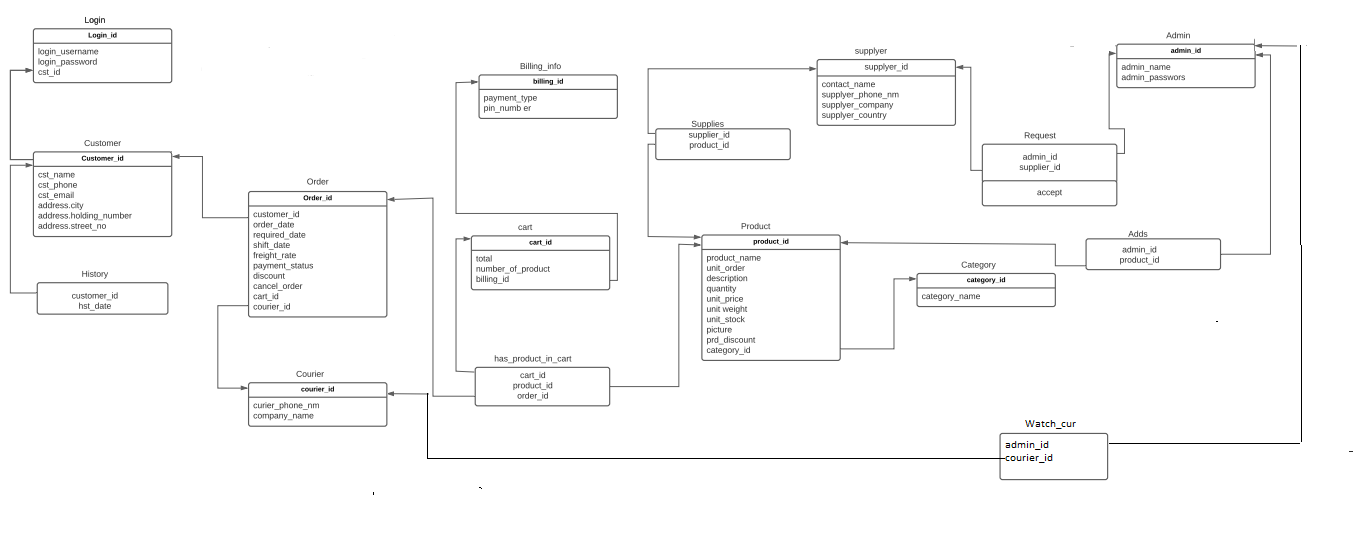 Login
Login_id
login_username
login_password
cst_id
Customer
Customer_id
cst_name
cst_phone
cst_email
address.city
address.holding_number
address.street_no
History
customer_id
hst_date
Order
Order_id
customer_id
order_date
required_date
shift_date
freight_rate
payment_status
discount
cancel_order
cart_id
courier_id
Courier
courier_id
curier_phone_nm
company_name
Billing_info
billing_id
payment_type
pin_numb er
cart
cart_id
total
number_of_product
billing_id
has_product_in_cart
cart_id
product_id
order_id
Supplies
supplier_id
product_id
supplyer
supplyer_id
contact_name
supplyer_phone_nm
supplyer_company
supplyer_country
Product
product_id
product_name
unit_order
description
quantity
unit_price
unit weight
unit_stock
picture
prd_discount
category_id
Category
category_id
category_name
Admin
admin_id
admin_name
admin_passwors
Request
admin_id
supplier_id
accept
Adds
admin_id
product_id
Watch_cur
admin_id
courier_id